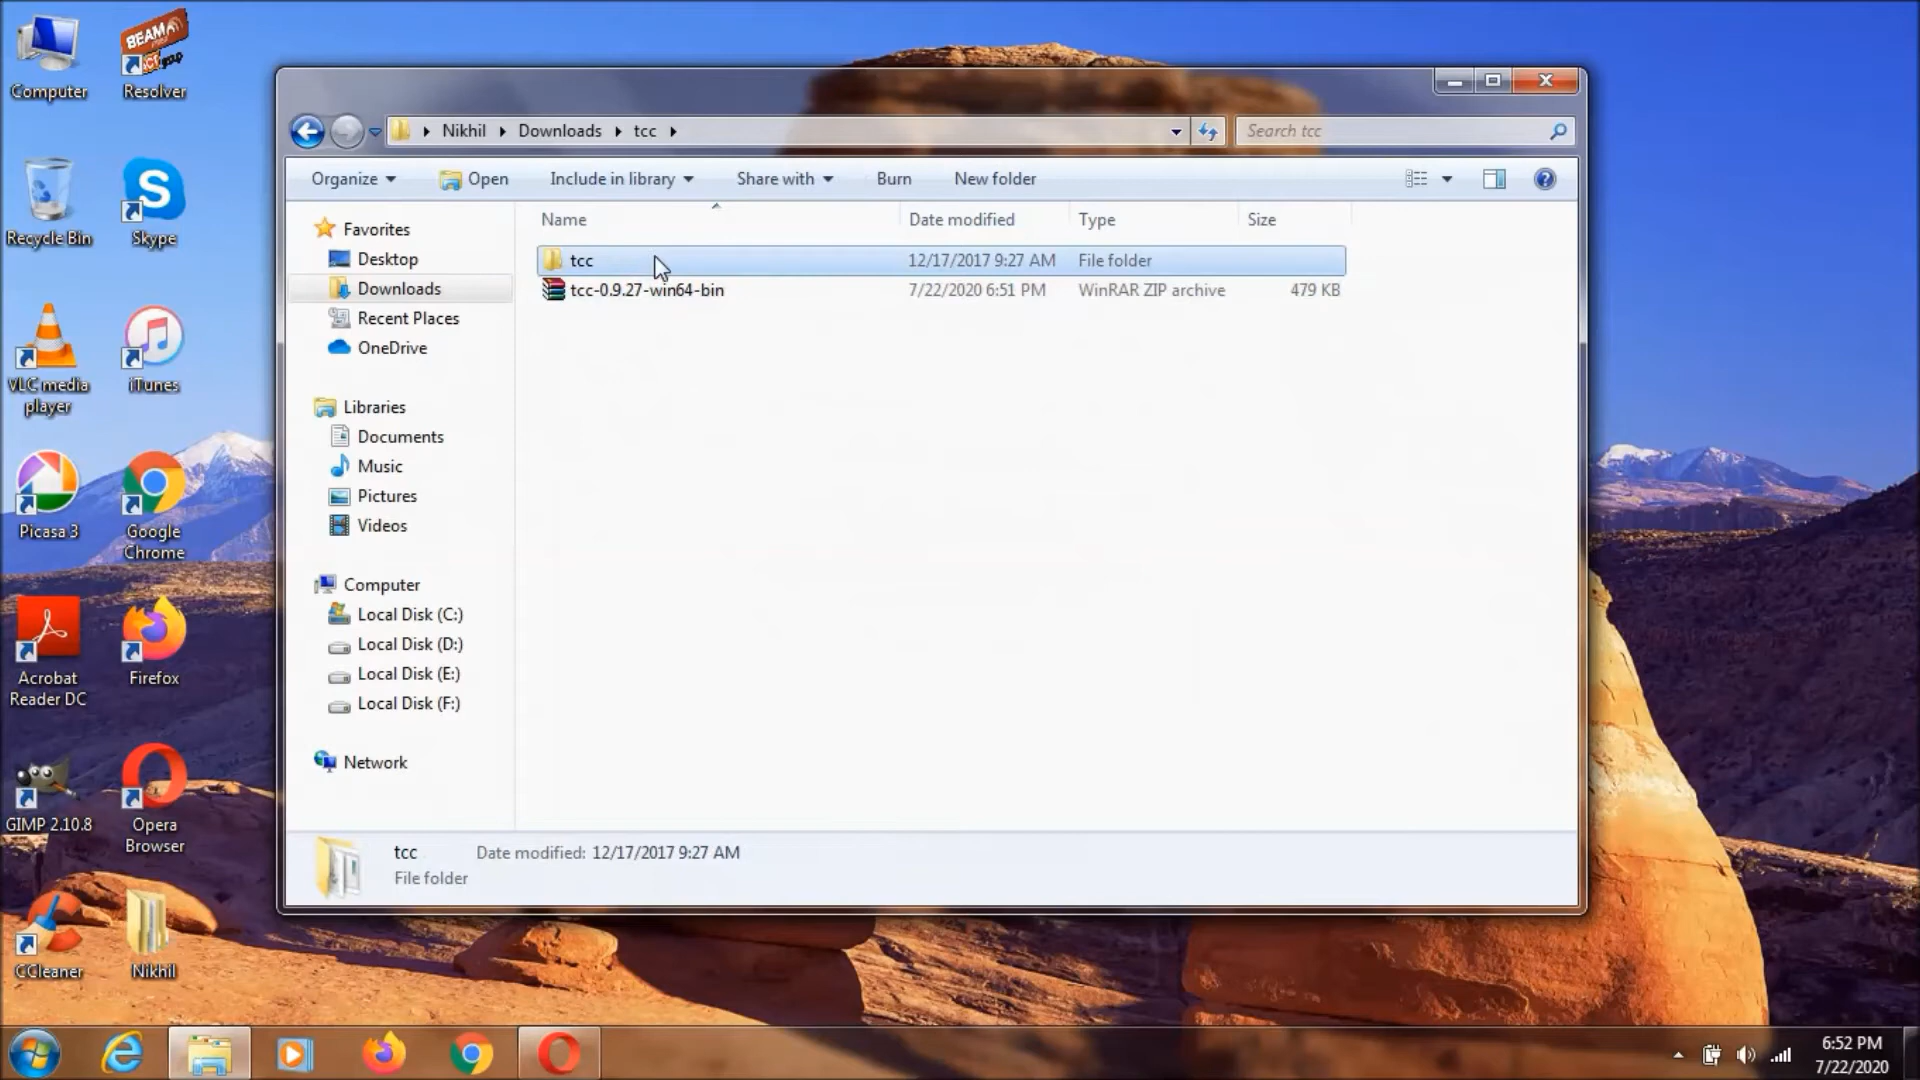 Computer
BEAM
ACT group
Resolver
Recycle Bin
Skype
VLC media
player
iTunes
Picasa 3
Google
Chrome
Acrobat
Reader DC
Firefox
GIMP 2.10.8
Opera
Browser
CCleaner
Nikhil
Nikhil Downloads tcc
Search tcc
Organize Open Include in library Share with Burn New folder
Favorites
Desktop
Downloads
Recent Places
OneDrive
Libraries
Documents
Music
Pictures
Videos
Computer
Local Disk (C:)
Local Disk (D:)
Local Disk (E:)
Local Disk (F:)
Network
Name Date modified Type Size
tcc 12/17/2017 9:27 AM File folder
tcc-0.9.27-win64-bin 7/22/2020 6:51 PM WinRAR ZIP archive 479 KB
tcc Date modified: 12/17/2017 9:27 AM
File folder
6:52 PM
7/22/2020